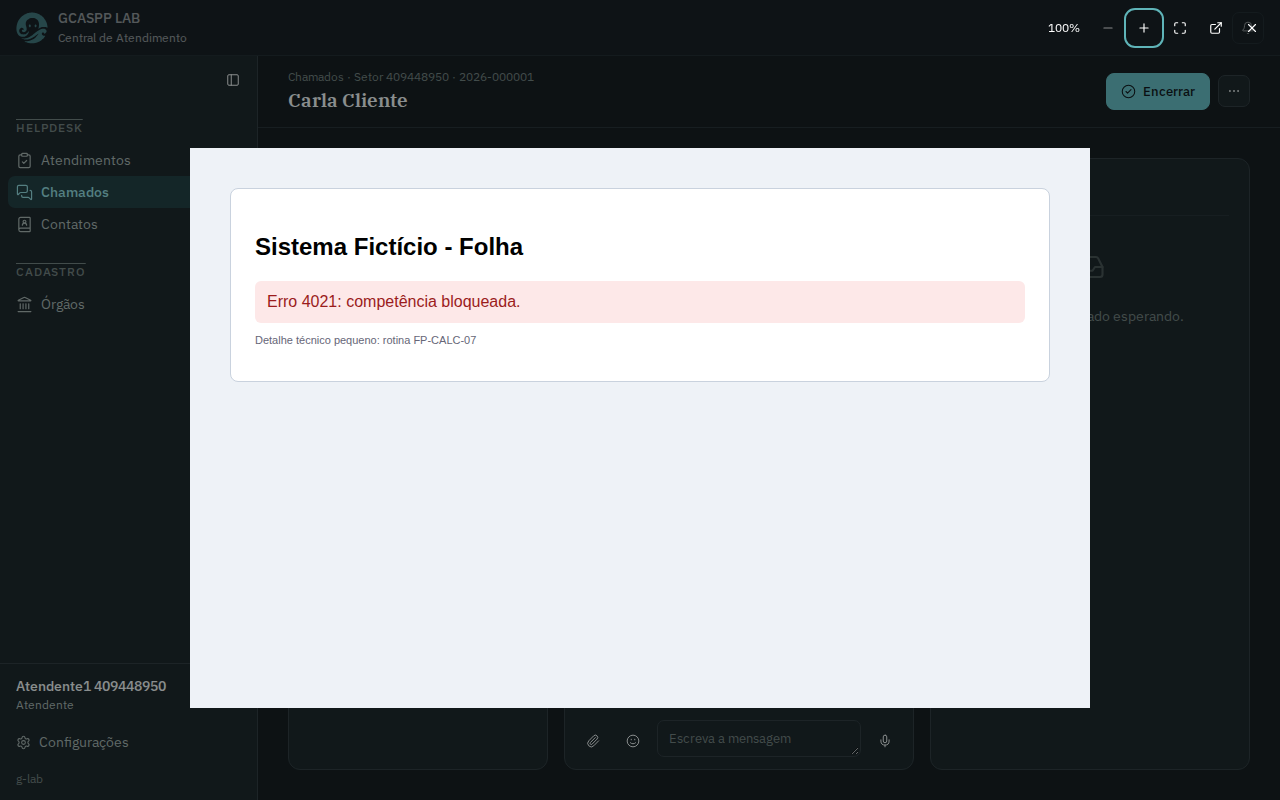 GCASPP LAB
Central de Atendimento
100%
Chamados · Setor 409448950 · 2026-000001
Carla Cliente
Encerrar
HELPDESK
Atendimentos
Chamados
Contatos
CADASTRO
Órgãos
Sistema Fictício - Folha
Erro 4021: competência bloqueada.
Detalhe técnico pequeno: rotina FP-CALC-07
esperando.
Atendente1 409448950
Atendente
Configurações
g-lab
Escreva a mensagem